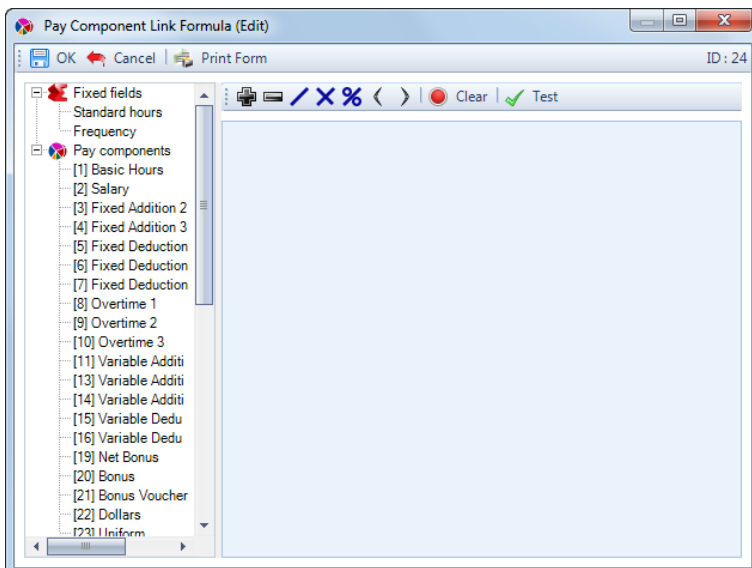 Pay Component Link Formula (Edit)
OK Cancel Print Form ID : 24
Fixed fields
Standard hours
Frequency
Pay components
[1] Basic Hours
[2] Salary
[3] Fixed Addition 2
[4] Fixed Addition 3
[5] Fixed Deduction
[6] Fixed Deduction
[7] Fixed Deduction
[8] Overtime 1
[9] Overtime 2
[10] Overtime 3
[11] Variable Additi
[13] Variable Additi
[14] Variable Additi
[15] Variable Dedu
[16] Variable Dedu
[19] Net Bonus
[20] Bonus
[21] Bonus Voucher
[22] Dollars
[23] Uniform
Clear Test